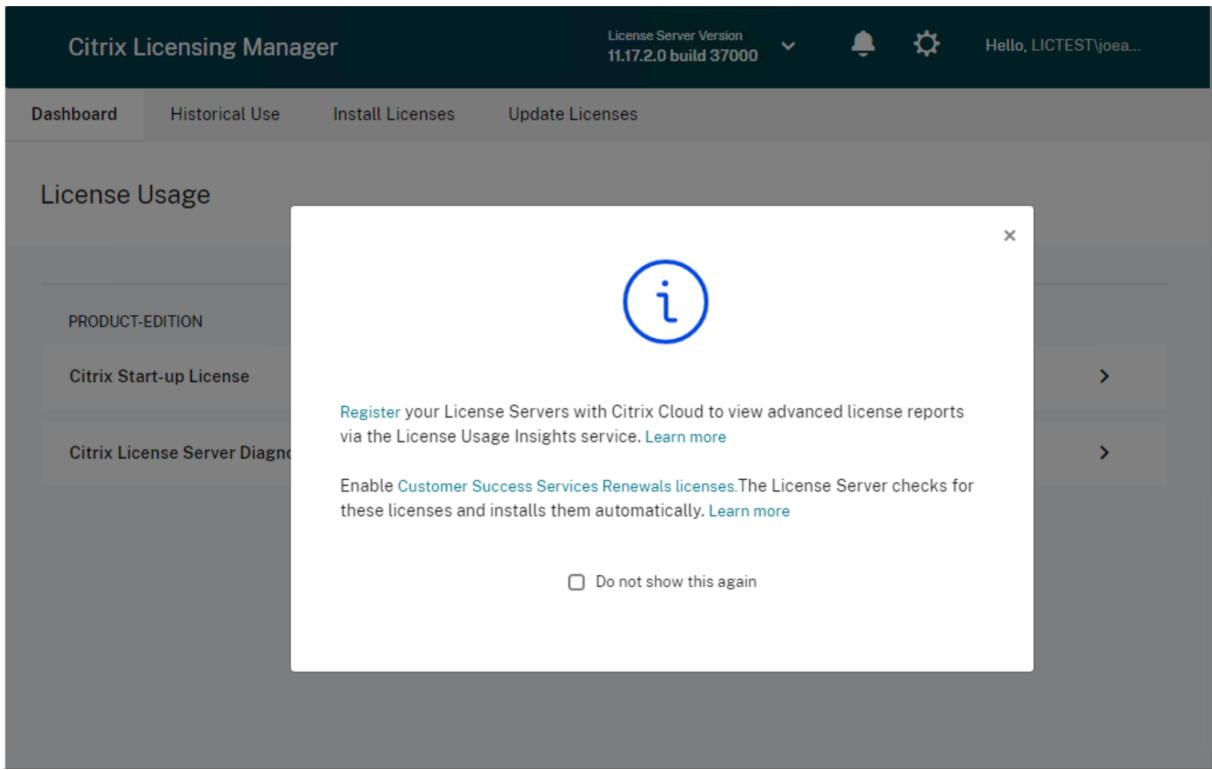 Citrix Licensing Manager
License Server Version
11.17.2.0 build 37000
Hello, LICTEST\joea...
Dashboard Historical Use Install Licenses Update Licenses
License Usage
PRODUCT-EDITION
Citrix Start-up License
Citrix License Server Diagno
Register your License Servers with Citrix Cloud to view advanced license reports
via the License Usage Insights service. Learn more
Enable Customer Success Services Renewals licenses.The License Server checks for
these licenses and installs them automatically. Learn more
Do not show this again